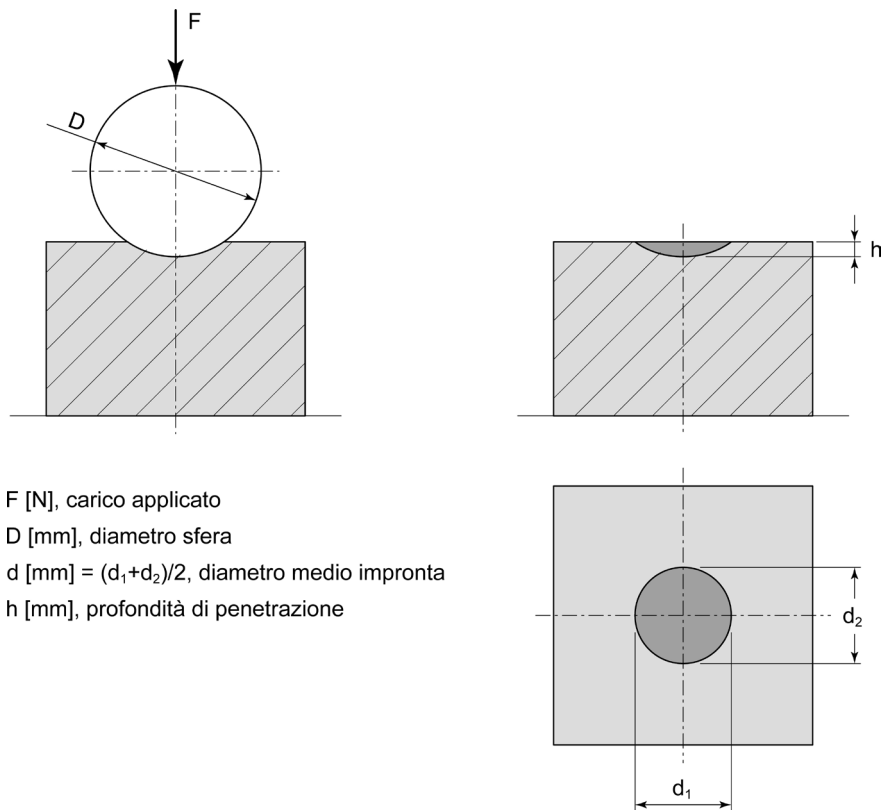 F
D
h
F [N], carico applicato
D [mm], diametro sfera
d [mm] = (d₁+d₂)/2, diametro medio impronta
h [mm], profondità di penetrazione
d₂
d₁